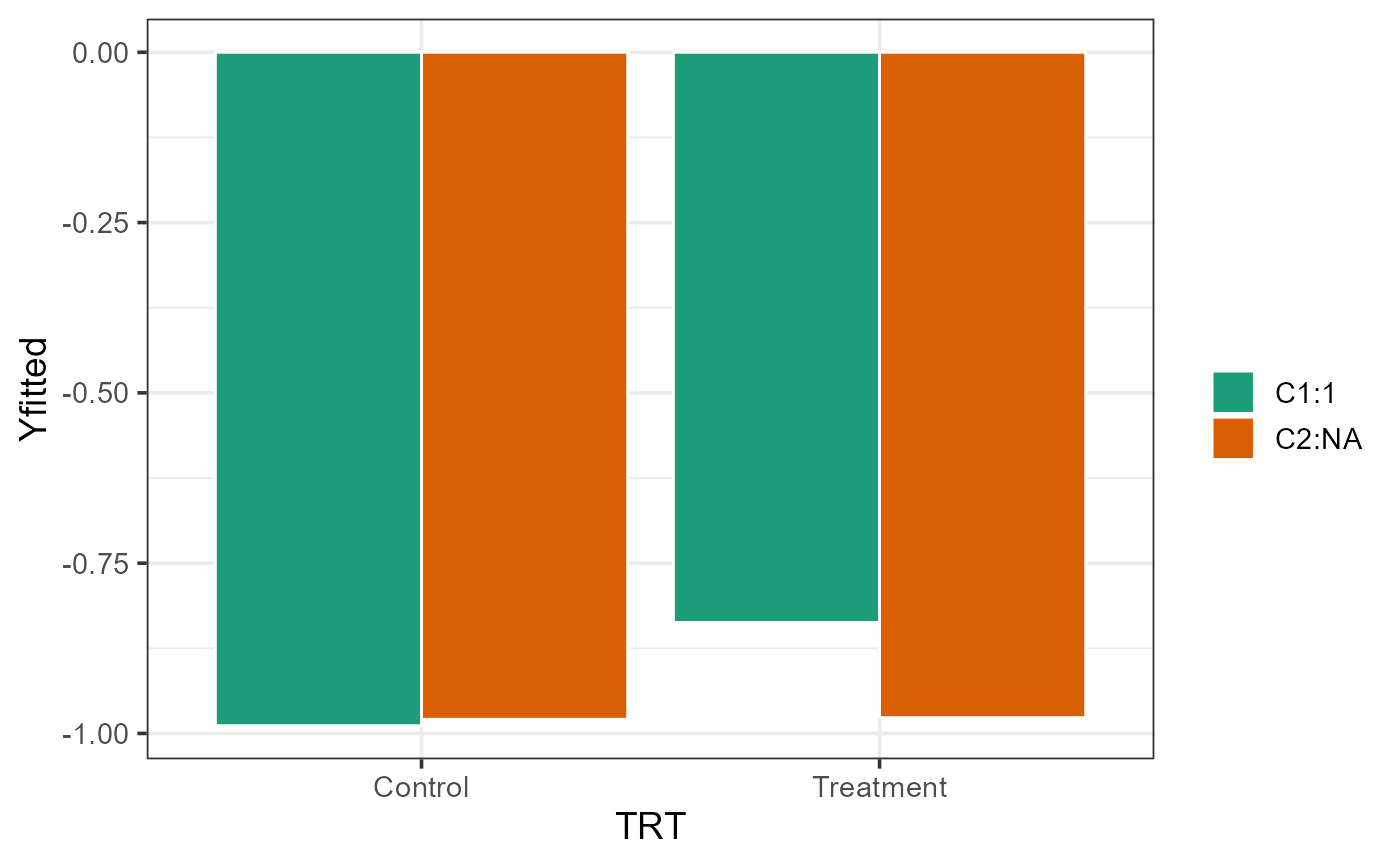 0.00
-0.25
-0.50
-0.75
-1.00
Yfitted
Control
Treatment
TRT
C1:1
C2:NA